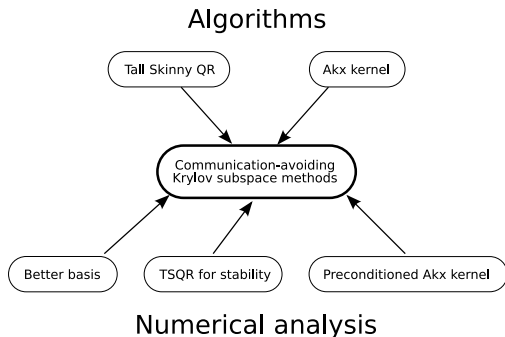 Algorithms
Tall Skinny QR
Akx kernel
Communication-avoiding
Krylov subspace methods
Better basis
TSQR for stability
Preconditioned Akx kernel
Numerical analysis